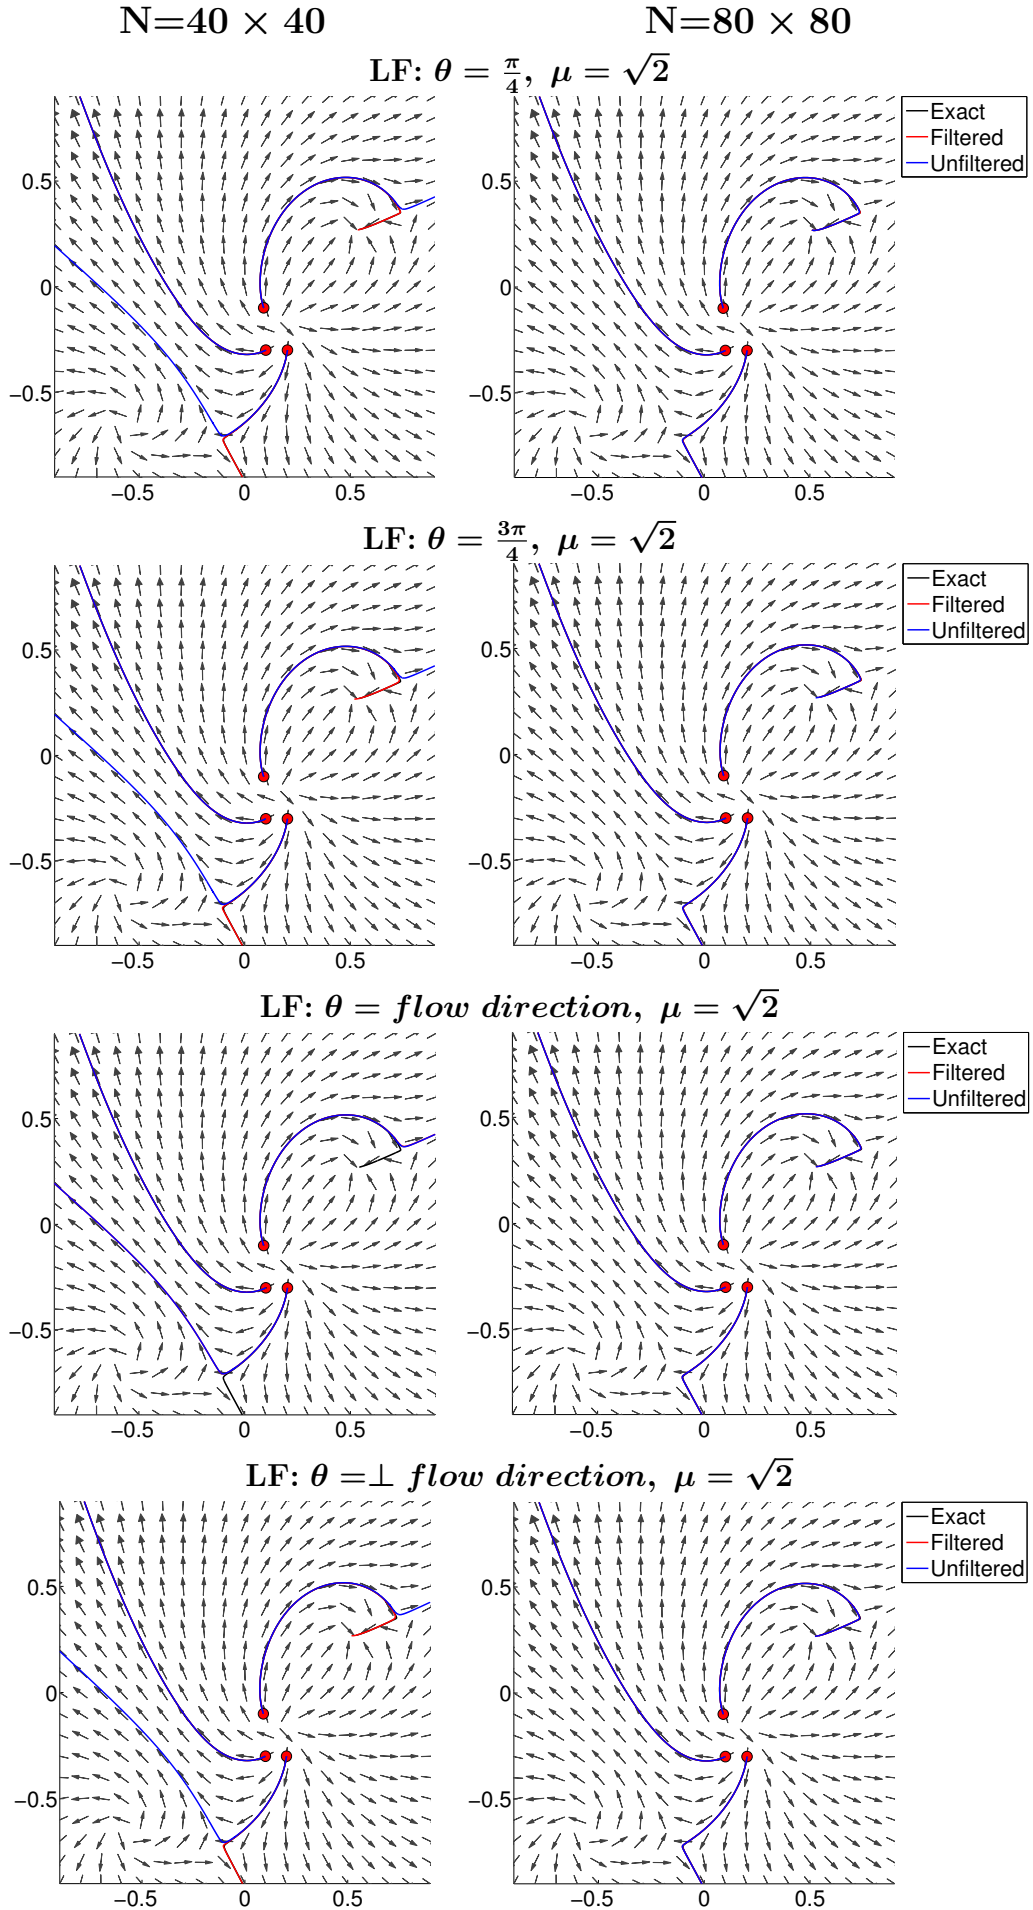 N=40 × 40 N=80 × 80
LF: θ = π/4, μ = √2
Exact
Filtered
Unfiltered
0.5
0
−0.5
−0.5 0 0.5
0.5
0
−0.5
−0.5 0 0.5
LF: θ = 3π/4, μ = √2
Exact
Filtered
Unfiltered
0.5
0
−0.5
−0.5 0 0.5
0.5
0
−0.5
−0.5 0 0.5
LF: θ = flow direction, μ = √2
Exact
Filtered
Unfiltered
0.5
0
−0.5
−0.5 0 0.5
0.5
0
−0.5
−0.5 0 0.5
LF: θ =⊥ flow direction, μ = √2
Exact
Filtered
Unfiltered
0.5
0
−0.5
−0.5 0 0.5
0.5
0
−0.5
−0.5 0 0.5